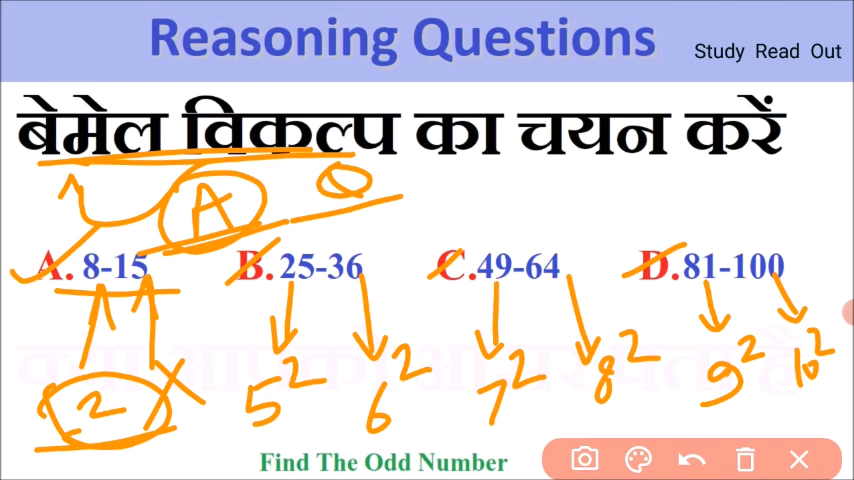 Reasoning Questions
Study Read Out
बेमेल विकल्प का चयन करें
A
A. 8-15 B. 25-36 C. 49-64 D. 81-100
2 5² 6² 7² 8² 9² 10²
Find The Odd Number